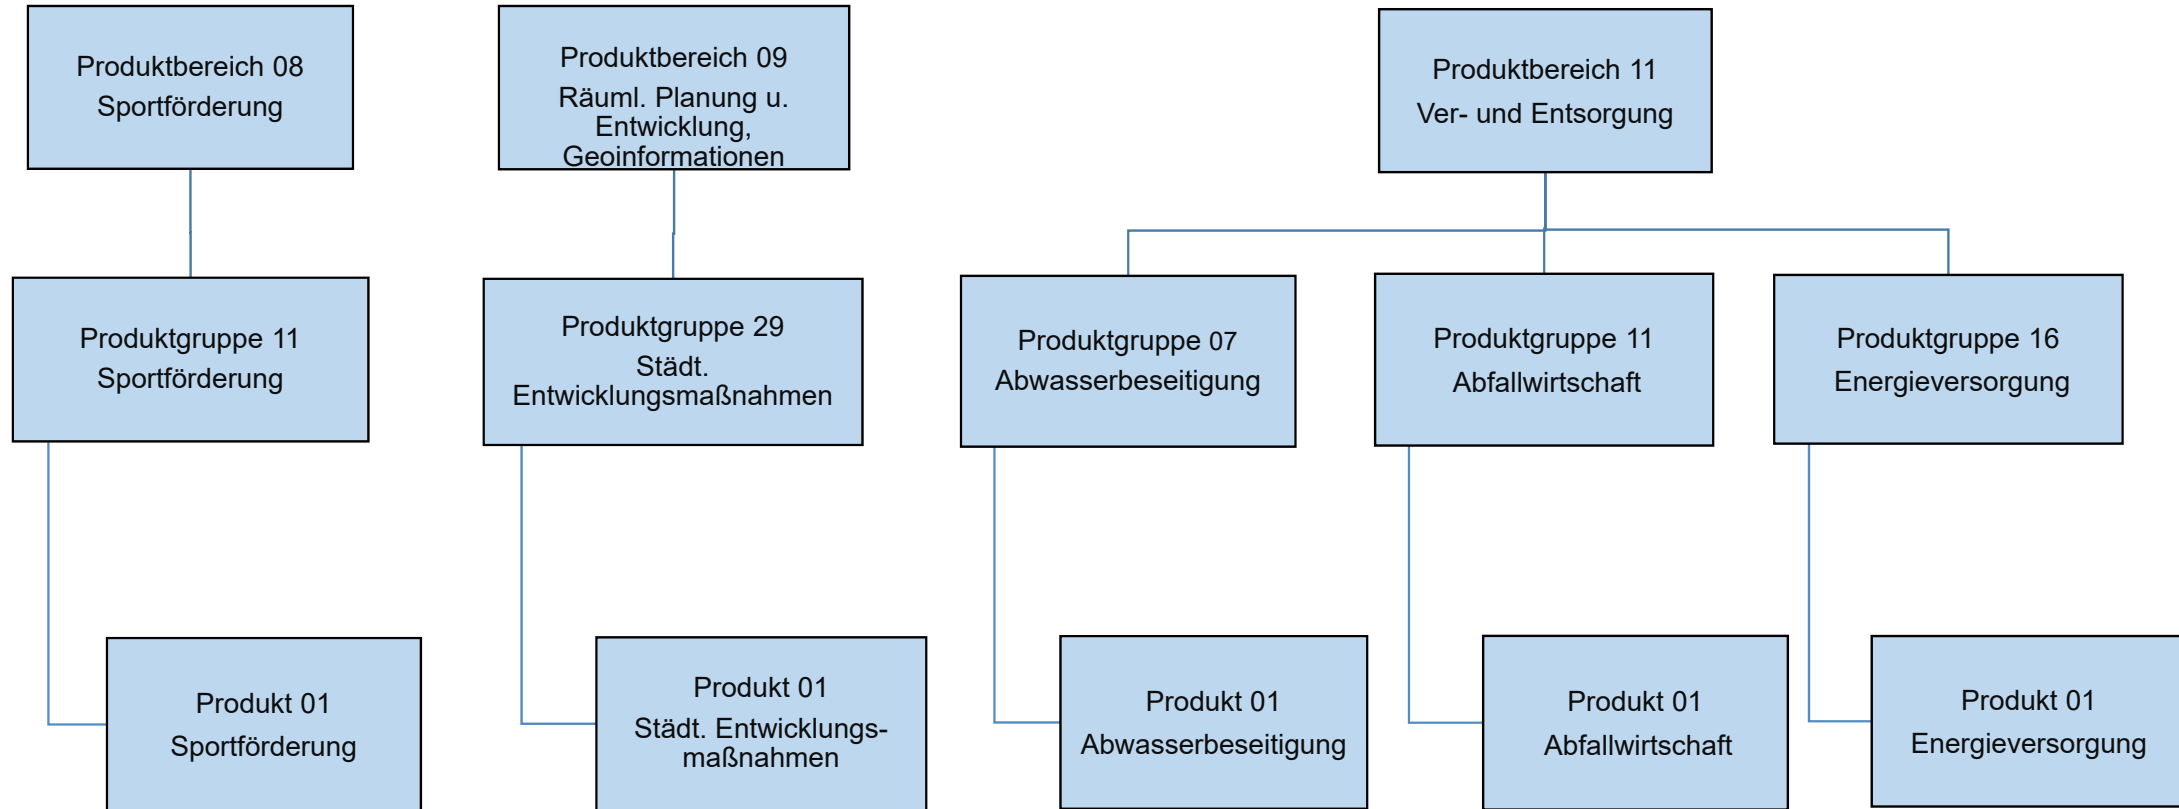 Produktbereich 08
Sportförderung
Produktbereich 09
Räuml. Planung u.
Entwicklung,
Geoinformationen
Produktbereich 11
Ver- und Entsorgung
Produktgruppe 11
Sportförderung
Produktgruppe 29
Städt.
Entwicklungsmaßnahmen
Produktgruppe 07
Abwasserbeseitigung
Produktgruppe 11
Abfallwirtschaft
Produktgruppe 16
Energieversorgung
Produkt 01
Sportförderung
Produkt 01
Städt. Entwicklungs-
maßnahmen
Produkt 01
Abwasserbeseitigung
Produkt 01
Abfallwirtschaft
Produkt 01
Energieversorgung